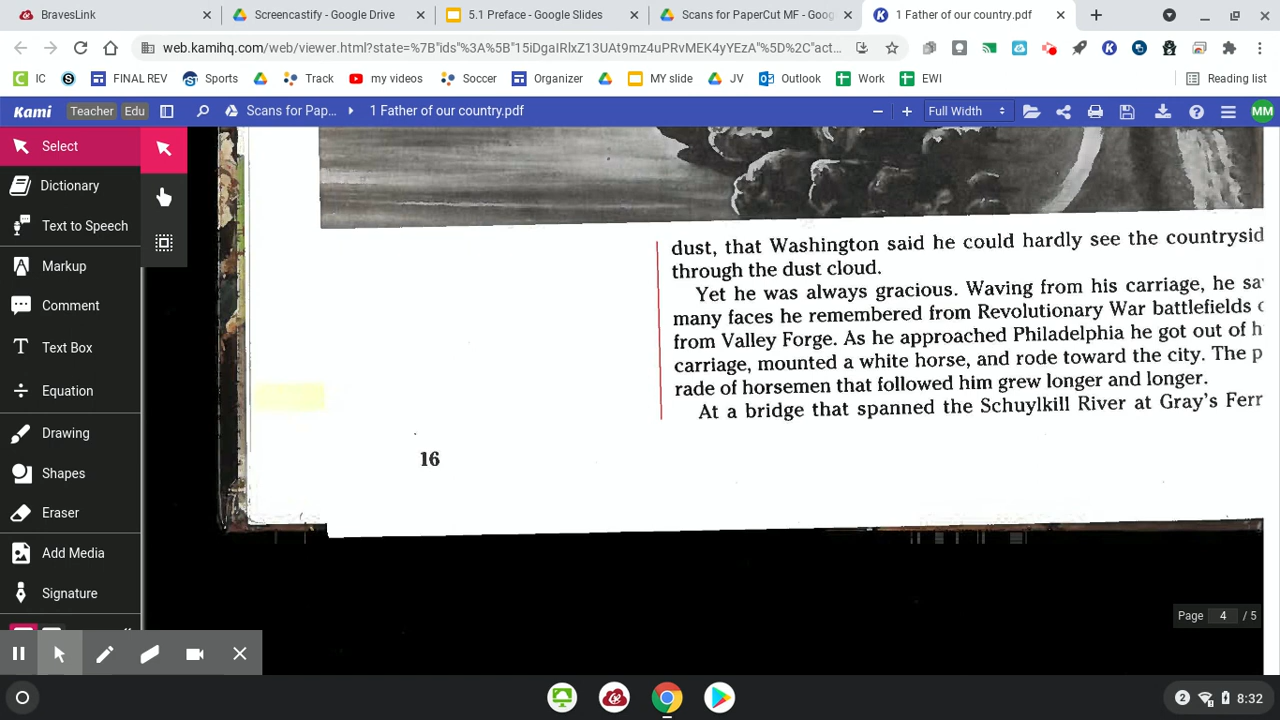 BravesLink
Screencastify - Google Drive
5.1 Preface - Google Slides
Scans for PaperCut MF - Goog
1 Father of our country.pdf
web.kamihq.com/web/viewer.html?state=%7B"ids"%3A%5B"15iDgaIRlxZ13UAt9mz4uPRvMEK4yYEzA"%5D%2C"act...
IC
FINAL REV
Sports
Track
my videos
Soccer
Organizer
MY slide
JV
Outlook
Work
EWI
Reading list
Kami
Teacher
Edu
Scans for Pap...
1 Father of our country.pdf
Full Width
MM
Select
Dictionary
Text to Speech
Markup
Comment
Text Box
Equation
Drawing
Shapes
Eraser
Add Media
Signature
dust, that Washington said he could hardly see the countrysid
through the dust cloud.
Yet he was always gracious. Waving from his carriage, he sa
many faces he remembered from Revolutionary War battlefields
from Valley Forge. As he approached Philadelphia he got out of h
carriage, mounted a white horse, and rode toward the city. The p
rade of horsemen that followed him grew longer and longer.
At a bridge that spanned the Schuylkill River at Gray's Ferr
16
Page 4 / 5
2
8:32